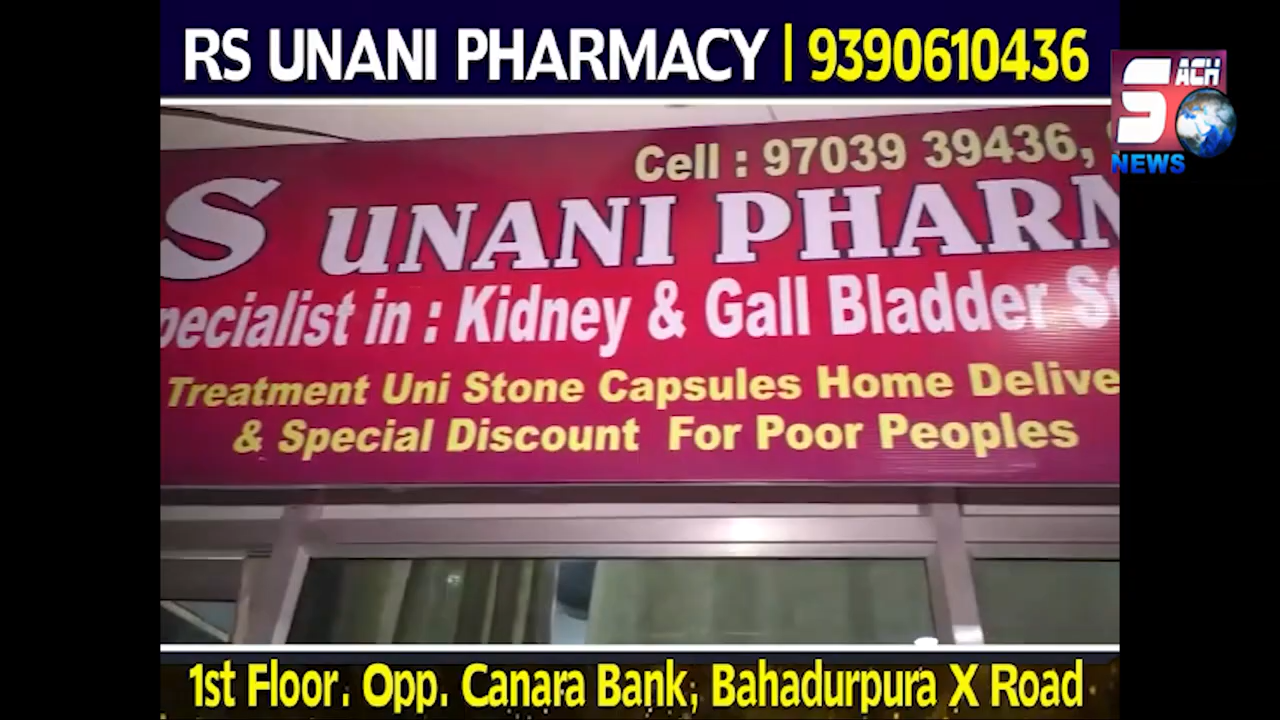 RS UNANI PHARMACY | 9390610436
SACH
NEWS
Cell : 97039 39436,
S UNANI PHARM
pecialist in : Kidney & Gall Bladder
Treatment Uni Stone Capsules Home Delive
& Special Discount For Poor Peoples
1st Floor. Opp. Canara Bank, Bahadurpura X Road